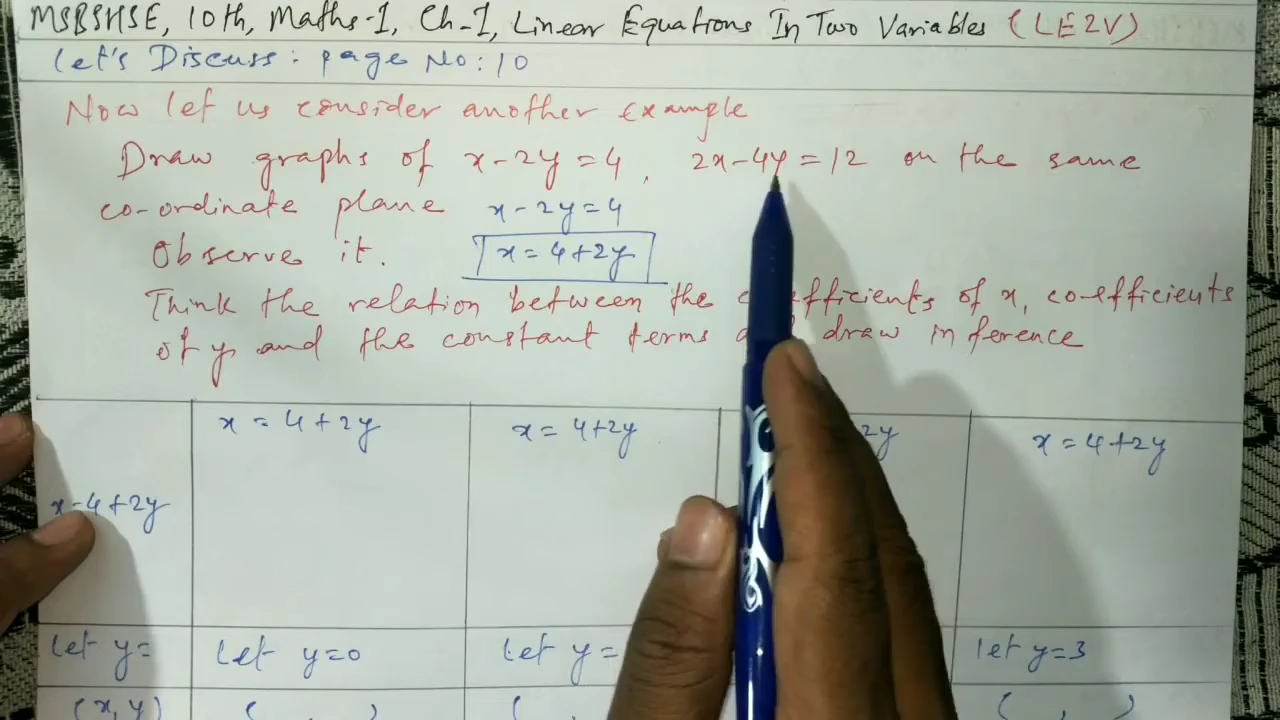 MSBSHSE, 10th, Maths-1, Ch-1, Linear Equations In Two Variables (LE2V)
Let's Discuss: page No: 10
Now let us consider another example
Draw graphs of x-2y=4, 2x-4y=12 on the same
co-ordinate plane x-2y=4
Observe it. x=4+2y
Think the relation between the of x, co-efficients
of y and the constant terms draw inference
x=4+2y x=4+2y 2y x=4+2y
x=4+2y
Let y= Let y=0 Let y= let y=3
(x,y) ( , ) ( , ( , )